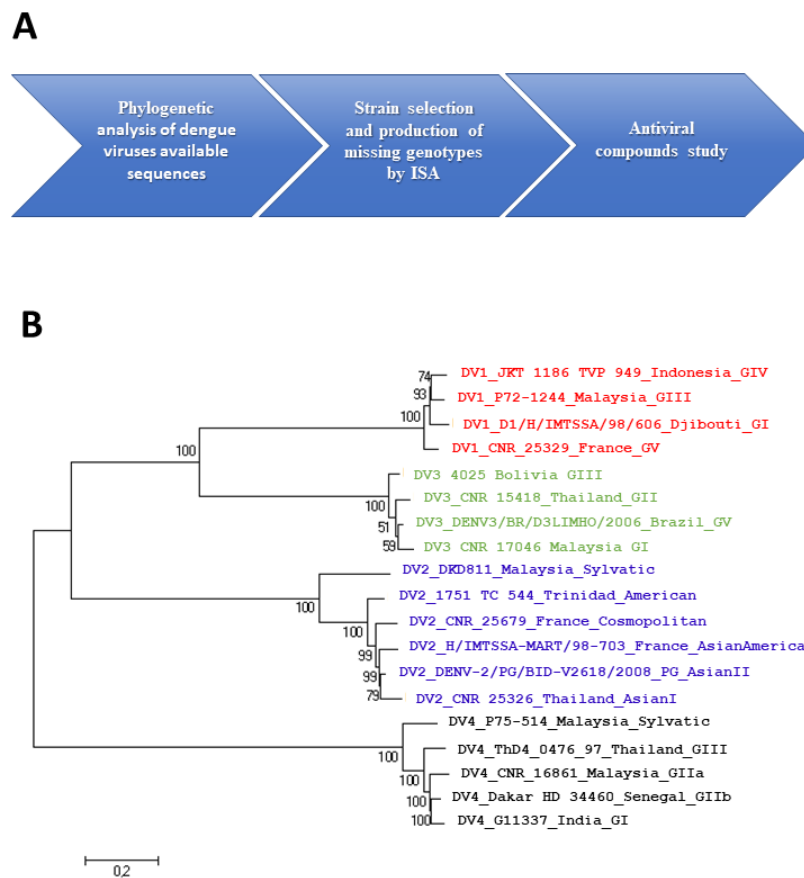 A
Phylogenetic
analysis of dengue
viruses available
sequences
Strain selection
and production of
missing genotypes
by ISA
Antiviral
compounds study
B
74
DV1_JKT 1186 TVP 949_Indonesia_GIV
93
DV1_P72-1244_Malaysia_GIII
100
DV1_D1/H/IMTSSA/98/606_Djibouti_GI
DV1_CNR_25329_France_GV
100
DV3 4025 Bolivia GIII
100
DV3_CNR 15418_Thailand_GII
51
DV3_DENV3/BR/D3LIMHO/2006_Brazil_GV
59
DV3 CNR 17046 Malaysia GI
DV2_DKD811_Malaysia_Sylvatic
100
DV2_1751 TC 544_Trinidad_American
100
DV2_CNR_25679_France_Cosmopolitan
99
DV2_H/IMTSSA-MART/98-703_France_AsianAmerica
99
DV2_DENV-2/PG/BID-V2618/2008_PG_AsianII
79
DV2_CNR 25326_Thailand_AsianI
DV4_P75-514_Malaysia_Sylvatic
100
DV4_ThD4_0476_97_Thailand_GIII
100
DV4_CNR_16861_Malaysia_GIIa
100
DV4_Dakar HD 34460_Senegal_GIIb
100
DV4_G11337_India_GI
0,2